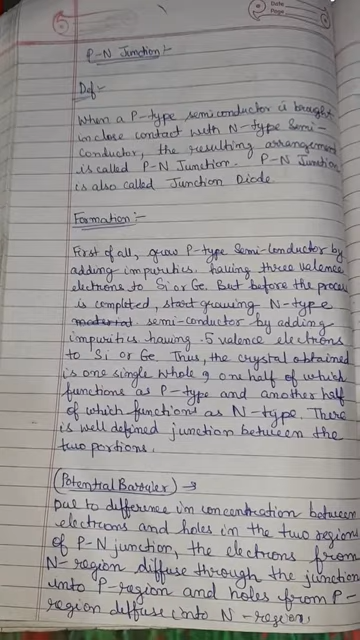 Date
Page
P-N Junction:-
Def:-
When a P-type semiconductor is brought
in close contact with N-type Semi-
Conductor, the resulting arrangement
is called P-N Junction. P-N Junction
is also called Junction Diode.
Formation:-
First of all, grow P-type Semi-Conductor by
adding impurities having three valence
electrons to Si or Ge. But before the process
is completed, start growing N-type
material semi-conductor by adding
impurities having 5 valence electrons
to Si or Ge. Thus, the crystal obtained
is one single whole, one half of which
functions as P-type and another half
of which functions as N-type. There
is well defined junction between the
two portions.
(Potential Barrier) →
Due to difference in concentration between
electrons and holes in the two regions
of P-N junction, the electrons from
N-region diffuse through the junction
into P-region and holes from P-
region diffuse into N-region.